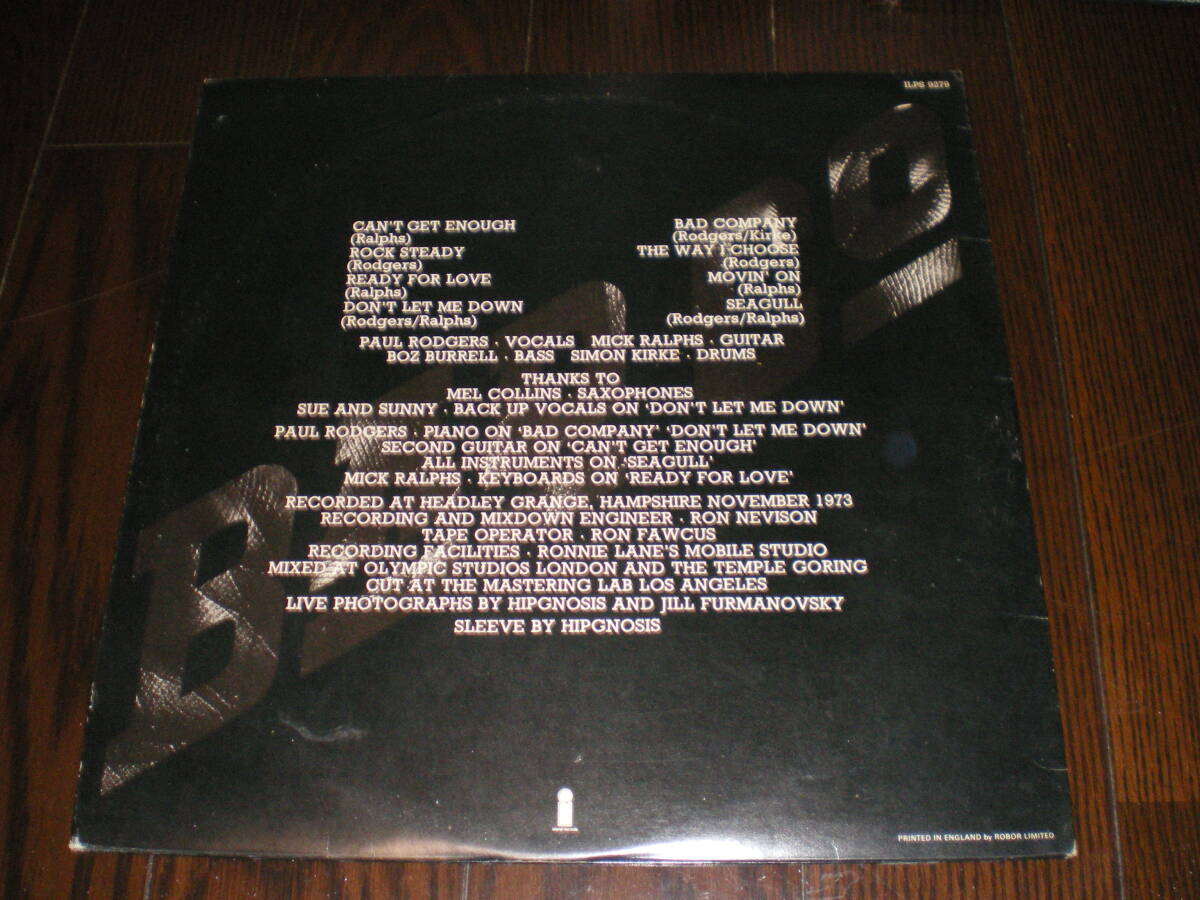 ILPS 9279
BAD Co
CAN'T GET ENOUGH
(Ralphs)
ROCK STEADY
(Rodgers)
READY FOR LOVE
(Ralphs)
DON'T LET ME DOWN
(Rodgers/Ralphs)
BAD COMPANY
(Rodgers/Kirke)
THE WAY I CHOOSE
(Rodgers)
MOVIN' ON
(Ralphs)
SEAGULL
(Rodgers/Ralphs)
PAUL RODGERS · VOCALS MICK RALPHS · GUITAR
BOZ BURRELL · BASS SIMON KIRKE · DRUMS
THANKS TO
MEL COLLINS · SAXOPHONES
SUE AND SUNNY · BACK UP VOCALS ON 'DON'T LET ME DOWN'
PAUL RODGERS · PIANO ON 'BAD COMPANY' 'DON'T LET ME DOWN'
SECOND GUITAR ON 'CAN'T GET ENOUGH'
ALL INSTRUMENTS ON 'SEAGULL'
MICK RALPHS · KEYBOARDS ON 'READY FOR LOVE'
RECORDED AT HEADLEY GRANGE, HAMPSHIRE NOVEMBER 1973
RECORDING AND MIXDOWN ENGINEER · RON NEVISON
TAPE OPERATOR · RON FAWCUS
RECORDING FACILITIES · RONNIE LANE'S MOBILE STUDIO
MIXED AT OLYMPIC STUDIOS LONDON AND THE TEMPLE GORING
CUT AT THE MASTERING LAB LOS ANGELES
LIVE PHOTOGRAPHS BY HIPGNOSIS AND JILL FURMANOVSKY
SLEEVE BY HIPGNOSIS
i
PRINTED IN ENGLAND by ROBOR LIMITED